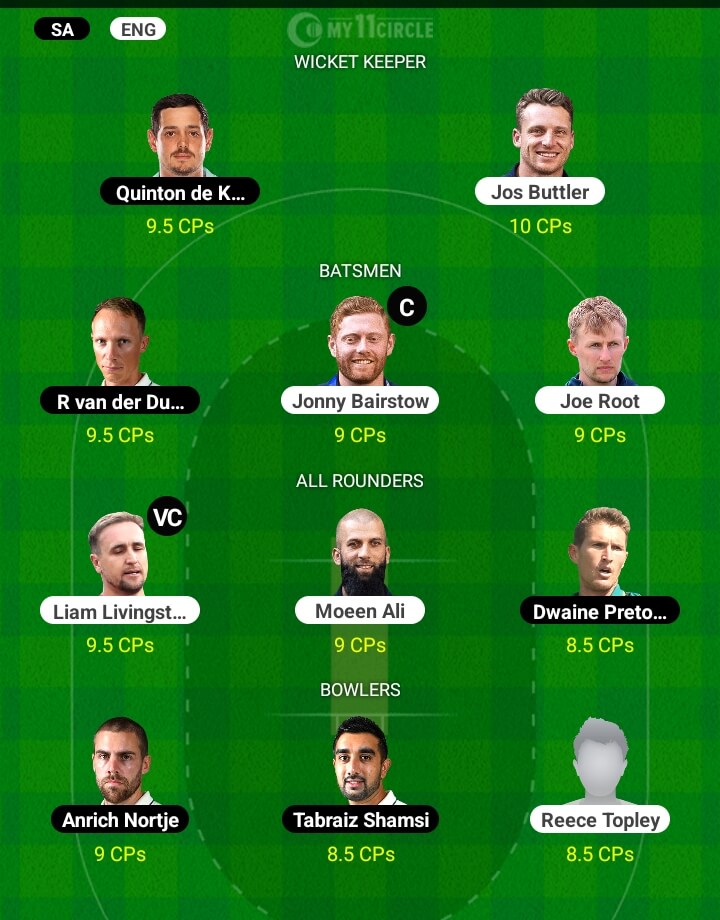 SA ENG MY11CIRCLE
WICKET KEEPER
Quinton de K... Jos Buttler
9.5 CPs 10 CPs
BATSMEN
C
R van der Du... Jonny Bairstow Joe Root
9.5 CPs 9 CPs 9 CPs
ALL ROUNDERS
VC
Liam Livingst... Moeen Ali Dwaine Preto...
9.5 CPs 9 CPs 8.5 CPs
BOWLERS
Anrich Nortje Tabraiz Shamsi Reece Topley
9 CPs 8.5 CPs 8.5 CPs